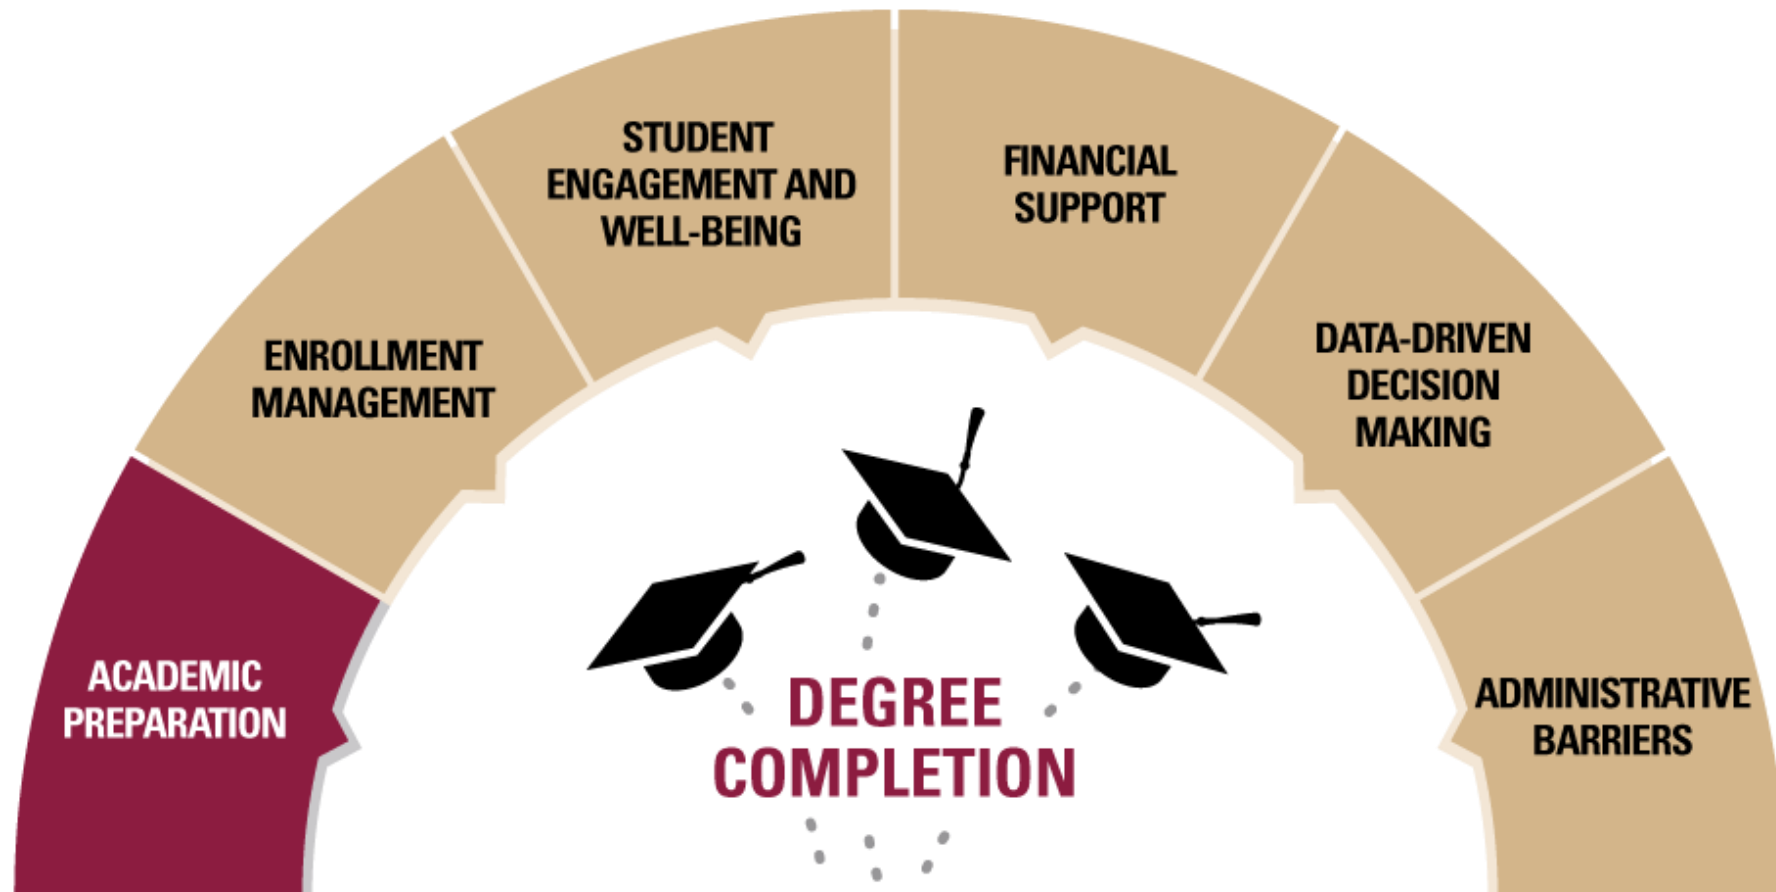 ACADEMIC
PREPARATION
ENROLLMENT
MANAGEMENT
STUDENT
ENGAGEMENT AND
WELL-BEING
FINANCIAL
SUPPORT
DATA-DRIVEN
DECISION
MAKING
ADMINISTRATIVE
BARRIERS
DEGREE
COMPLETION